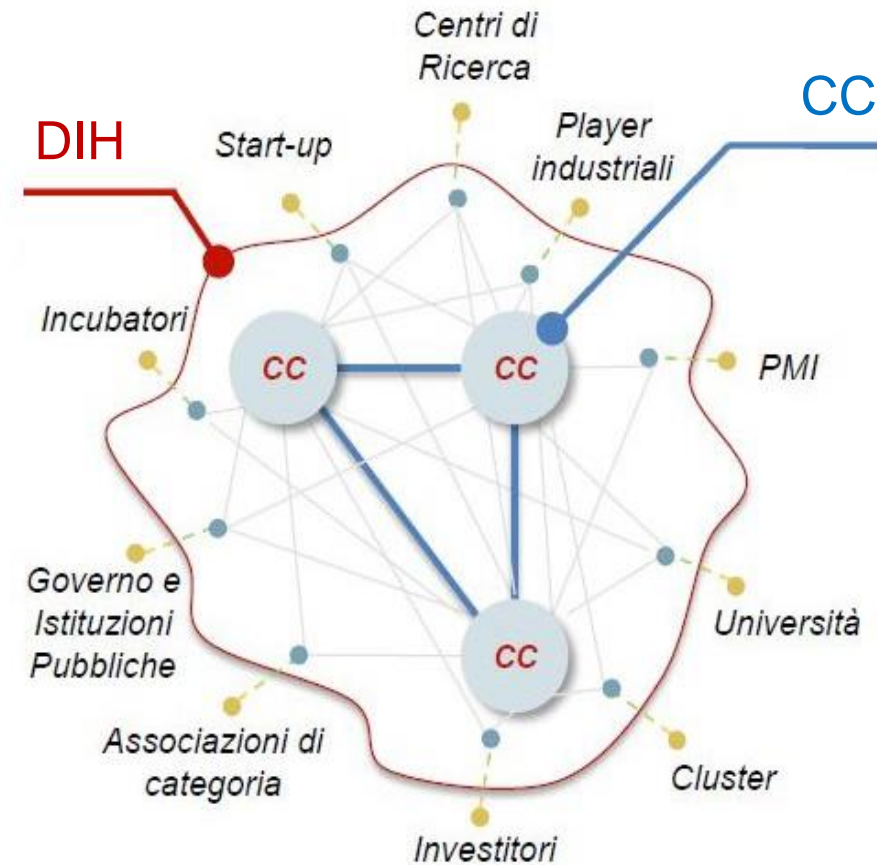 Centri di
Ricerca
CC
DIH
Start-up
Player
industriali
Incubatori
CC
CC
PMI
Governo e
Istituzioni
Pubbliche
Università
CC
Associazioni di
categoria
Cluster
Investitori